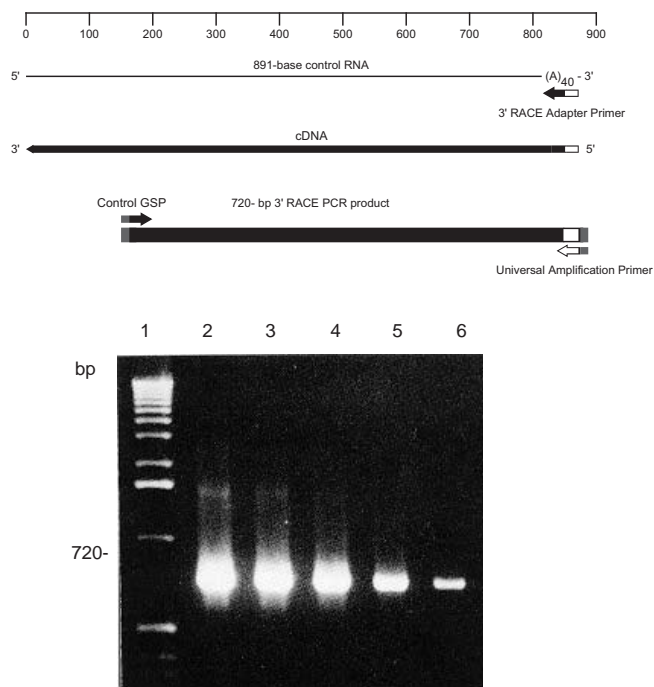 0 100 200 300 400 500 600 700 800 900
891-base control RNA
5' (A)40 - 3'
3' RACE Adapter Primer
cDNA
3' 5'
Control GSP 720- bp 3' RACE PCR product
Universal Amplification Primer
1 2 3 4 5 6
bp
720-